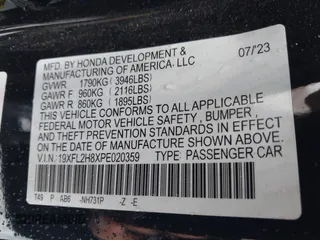 MFD. BY HONDA DEVELOPMENT & 07/23
MANUFACTURING OF AMERICA, LLC
GVWR 1790KG (3946LBS)
GAWR F 960KG (2116LBS)
GAWR R 860KG (1895LBS)
THIS VEHICLE CONFORMS TO ALL APPLICABLE
FEDERAL MOTOR VEHICLE SAFETY, BUMPER,
AND THEFT PREVENTION STANDARDS IN EFFECT
ON THE DATE OF MANUFACTURE SHOWN ABOVE.
V.I.N.: 19XFL2H8XPE020359 TYPE: PASSENGER CAR
T49 P AB6 -NH731P -Z -E